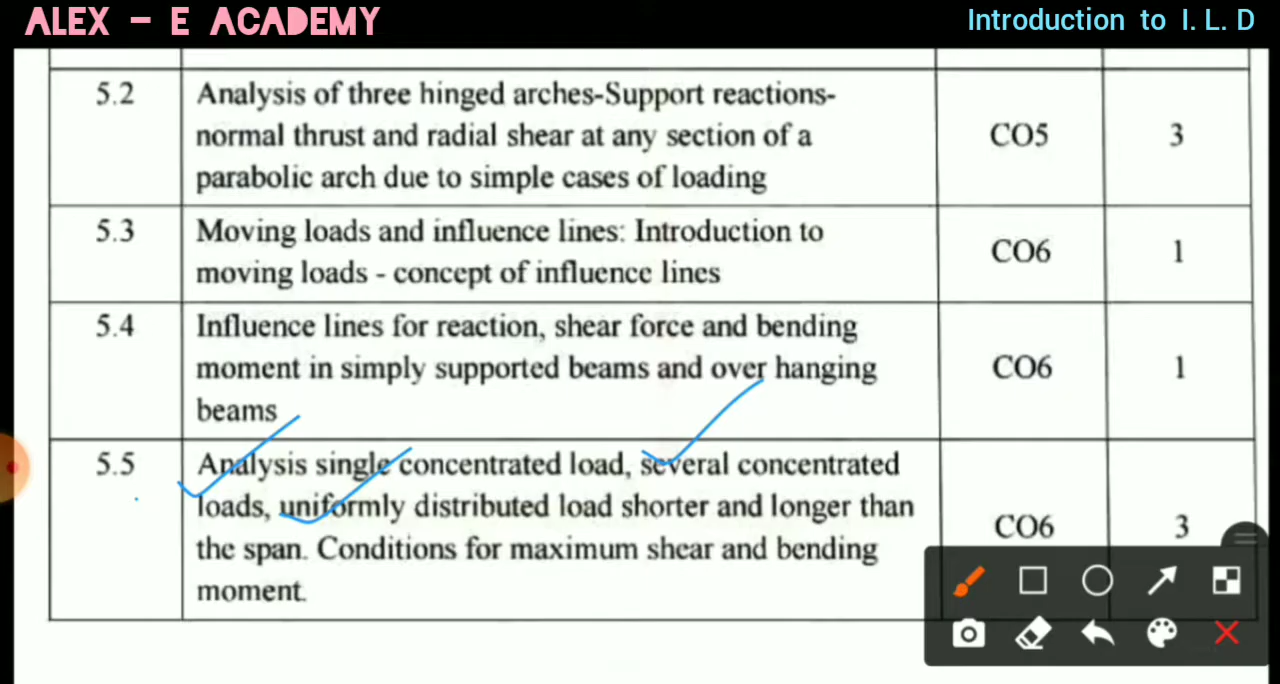 ALEX - E ACADEMY
Introduction to I. L. D
5.2
Analysis of three hinged arches-Support reactions-
normal thrust and radial shear at any section of a
parabolic arch due to simple cases of loading
CO5
3
5.3
Moving loads and influence lines: Introduction to
moving loads - concept of influence lines
CO6
1
5.4
Influence lines for reaction, shear force and bending
moment in simply supported beams and over hanging
beams
CO6
1
5.5
Analysis single concentrated load, several concentrated
loads, uniformly distributed load shorter and longer than
the span. Conditions for maximum shear and bending
moment.
CO6
3